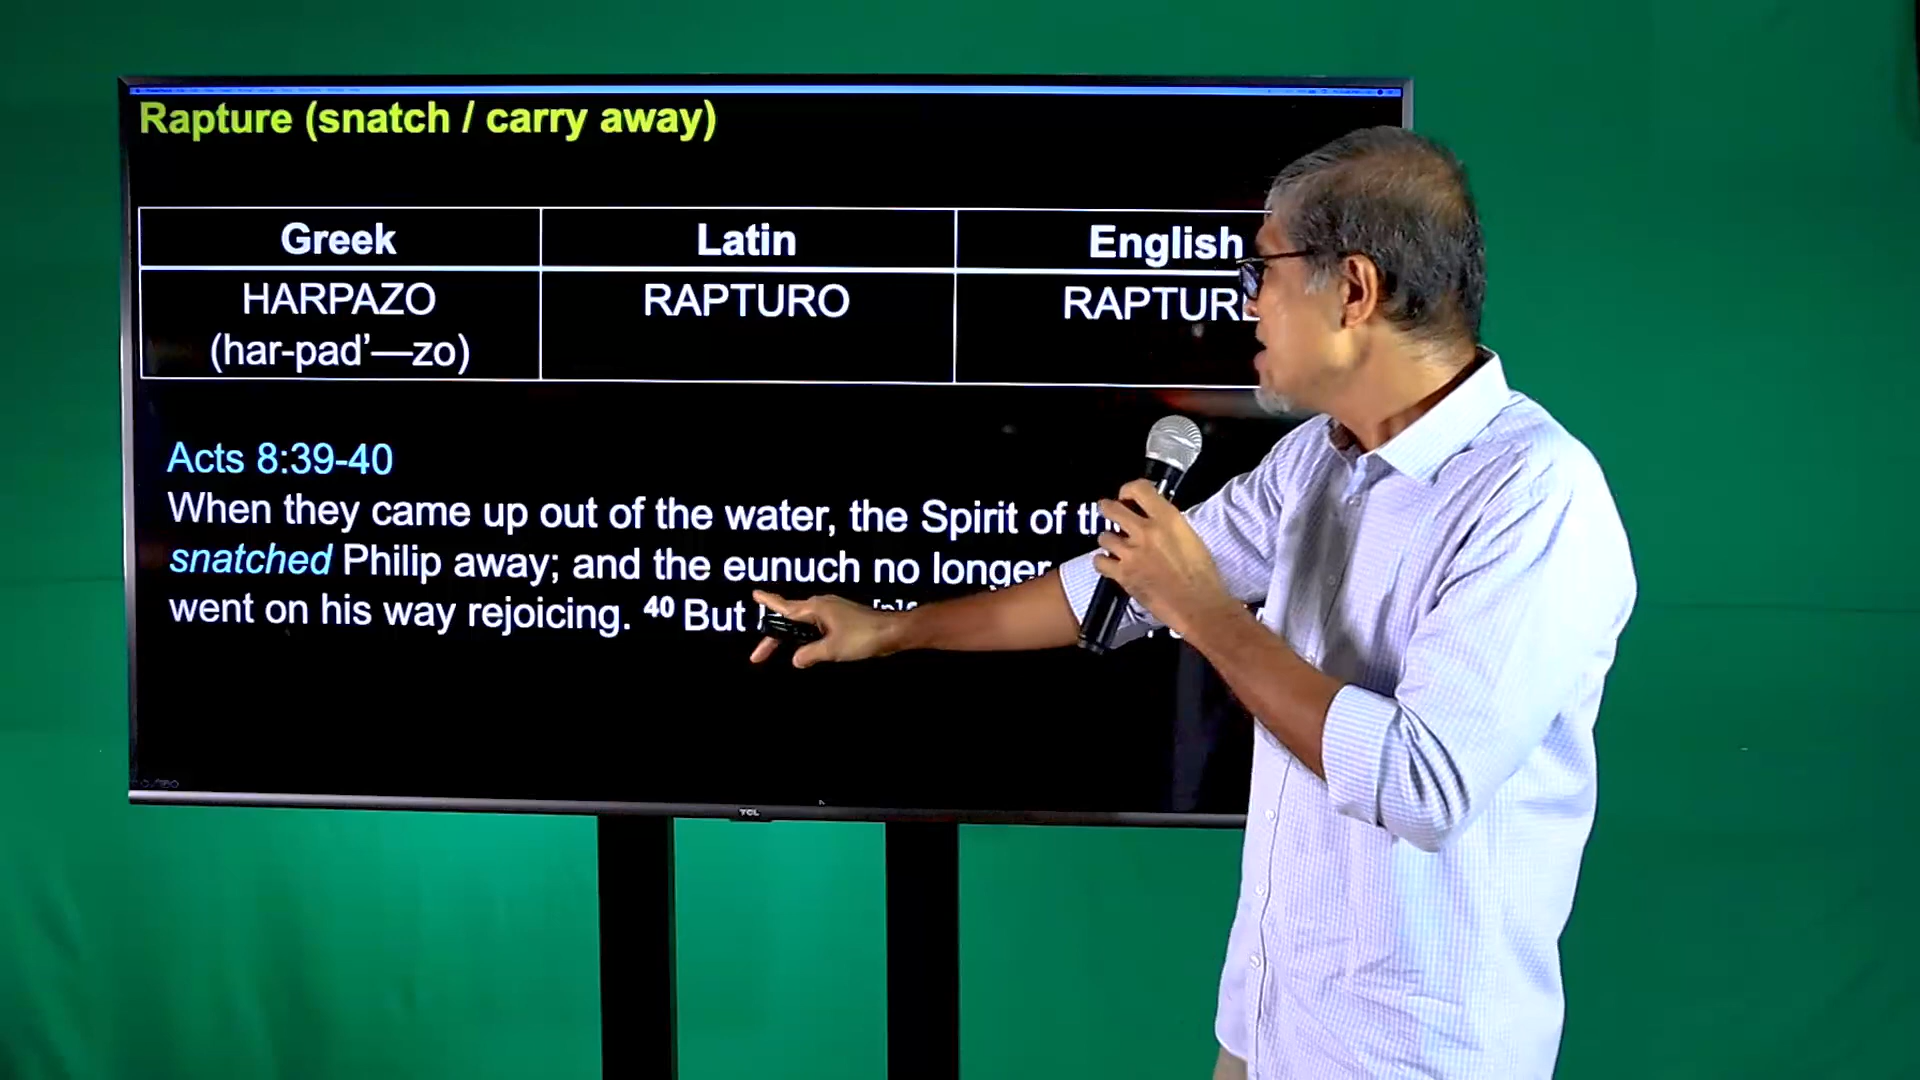 Rapture (snatch / carry away)
Greek Latin English
HARPAZO RAPTURO RAPTURE
(har-pad’—zo)
Acts 8:39-40
When they came up out of the water, the Spirit of
snatched Philip away; and the eunuch no longer
went on his way rejoicing. 40 But
TCL